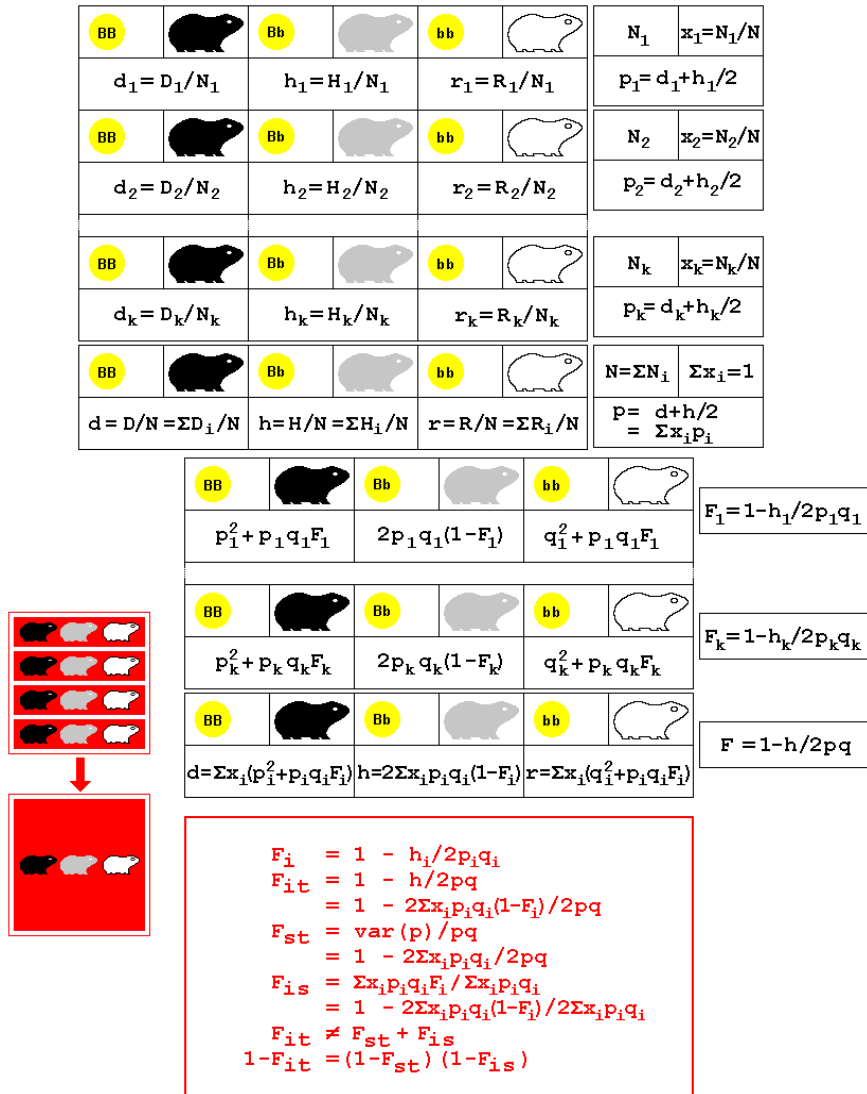 BB Bb bb N₁ x₁=N₁/N
d₁= D₁/N₁ h₁= H₁/N₁ r₁= R₁/N₁ p₁= d₁+h₁/2
BB Bb bb N₂ x₂=N₂/N
d₂= D₂/N₂ h₂= H₂/N₂ r₂= R₂/N₂ p₂= d₂+h₂/2
BB Bb bb Nₖ xₖ=Nₖ/N
dₖ= Dₖ/Nₖ hₖ= Hₖ/Nₖ rₖ= Rₖ/Nₖ pₖ= dₖ+hₖ/2
BB Bb bb N=ΣNᵢ Σxᵢ=1
d= D/N =ΣDᵢ/N h= H/N =ΣHᵢ/N r= R/N =ΣRᵢ/N p= d+h/2
= Σxᵢpᵢ
BB Bb bb
p₁²+ p₁q₁F₁ 2p₁q₁(1-F₁) q₁²+ p₁q₁F₁ F₁=1-h₁/2p₁q₁
BB Bb bb
pₖ²+ pₖqₖFₖ 2pₖqₖ(1-Fₖ) qₖ²+ pₖqₖFₖ Fₖ=1-hₖ/2pₖqₖ
BB Bb bb
d=Σxᵢ(pᵢ²+pᵢqᵢFᵢ) h=2Σxᵢpᵢqᵢ(1-Fᵢ) r=Σxᵢ(qᵢ²+pᵢqᵢFᵢ) F =1-h/2pq
Fᵢ = 1 - hᵢ/2pᵢqᵢ
Fᵢₜ = 1 - h/2pq
= 1 - 2Σxᵢpᵢqᵢ(1-Fᵢ)/2pq
Fₛₜ = var(p)/pq
= 1 - 2Σxᵢpᵢqᵢ/2pq
Fᵢₛ = ΣxᵢpᵢqᵢFᵢ/Σxᵢpᵢqᵢ
= 1 - 2Σxᵢpᵢqᵢ(1-Fᵢ)/2Σxᵢpᵢqᵢ
Fᵢₜ ≠ Fₛₜ + Fᵢₛ
1-Fᵢₜ =(1-Fₛₜ)(1-Fᵢₛ)